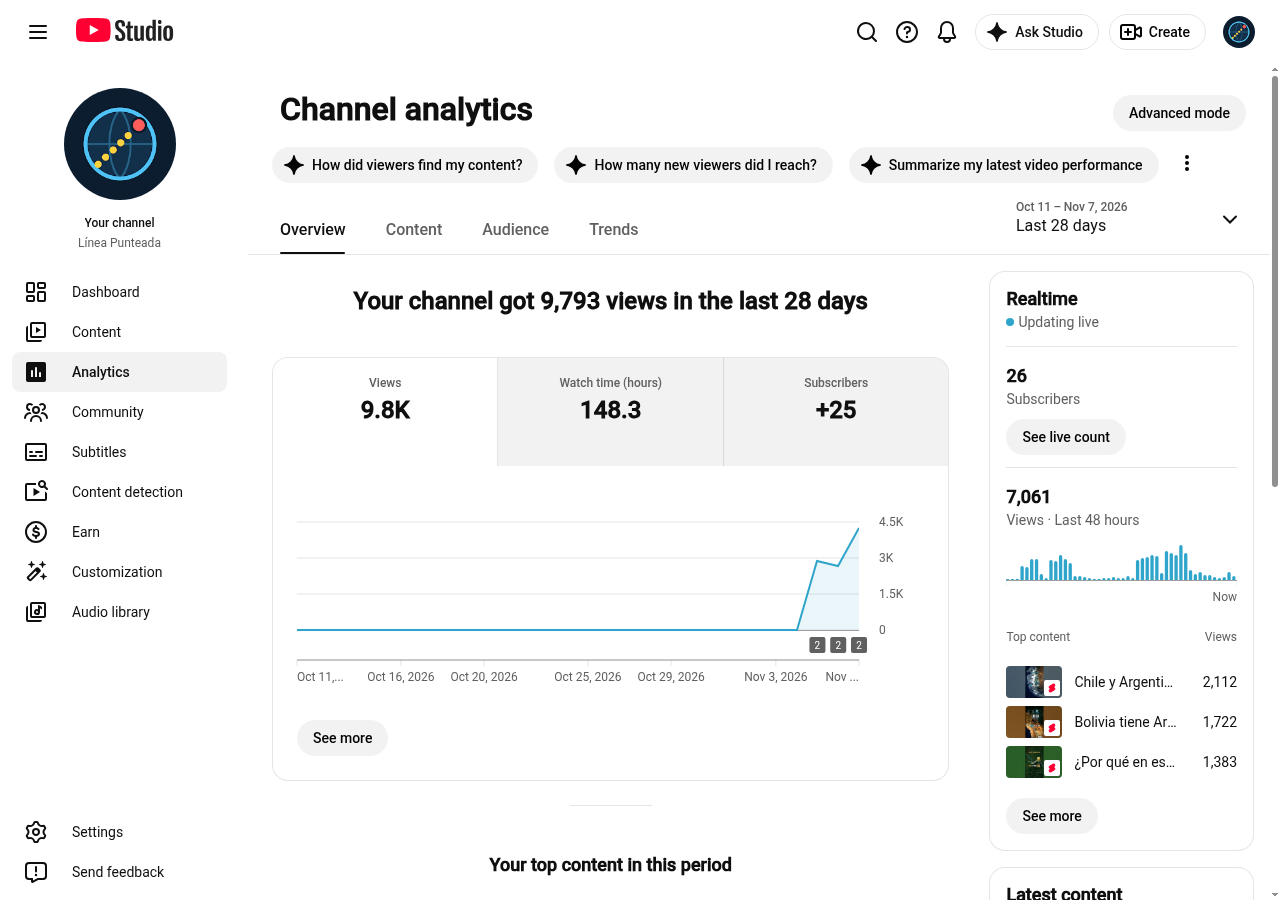 Studio
Ask Studio
Create
Your channel
Línea Punteada
Dashboard
Content
Analytics
Community
Subtitles
Content detection
Earn
Customization
Audio library
Settings
Send feedback
Channel analytics
Advanced mode
How did viewers find my content?
How many new viewers did I reach?
Summarize my latest video performance
Overview
Content
Audience
Trends
Oct 11 – Nov 7, 2026
Last 28 days
Your channel got 9,793 views in the last 28 days
Views
9.8K
Watch time (hours)
148.3
Subscribers
+25
4.5K
3K
1.5K
0
2 2 2
Oct 11,... Oct 16, 2026 Oct 20, 2026 Oct 25, 2026 Oct 29, 2026 Nov 3, 2026 Nov ...
See more
Your top content in this period
Realtime
Updating live
26
Subscribers
See live count
7,061
Views · Last 48 hours
Now
Top content Views
Chile y Argenti... 2,112
Bolivia tiene Ar... 1,722
¿Por qué en es... 1,383
See more
Latest content